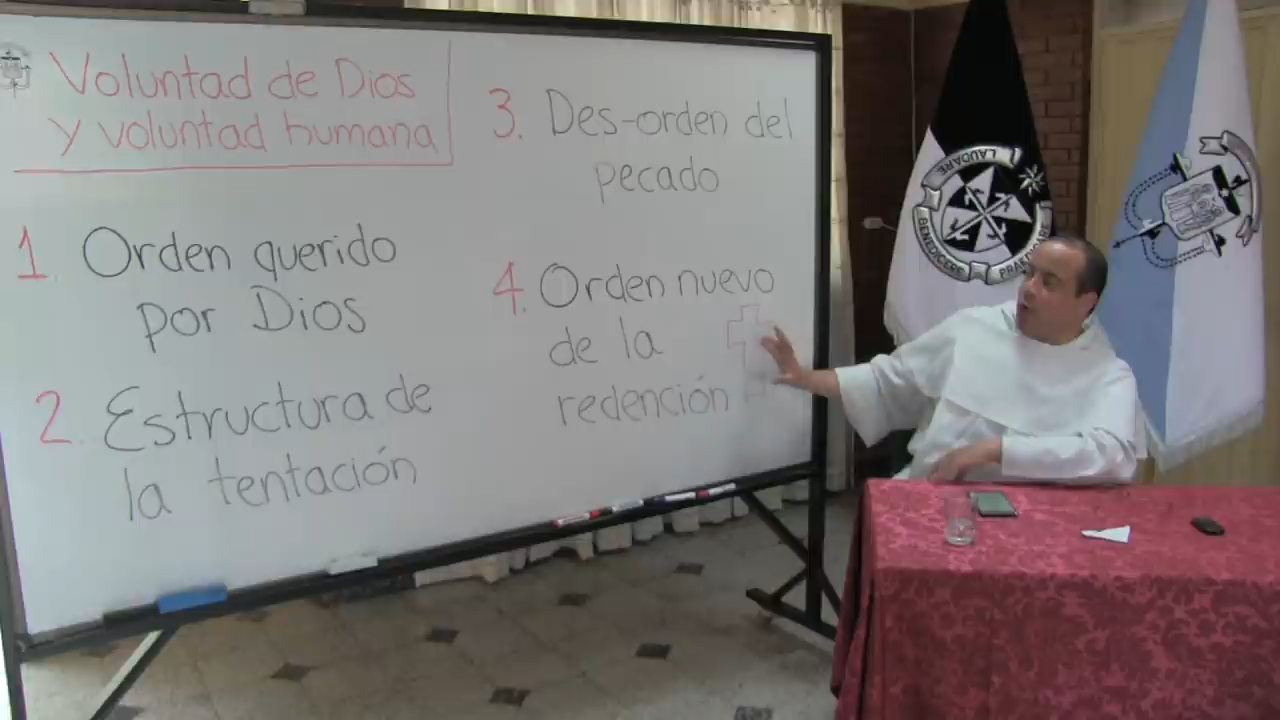 Voluntad de Dios
y voluntad humana
1. Orden querido
por Dios
2. Estructura de
la tentación
3. Des-orden del
pecado
4. Orden nuevo
de la
redención
LAUDARE
BENEDICERE
PRAEDICARE